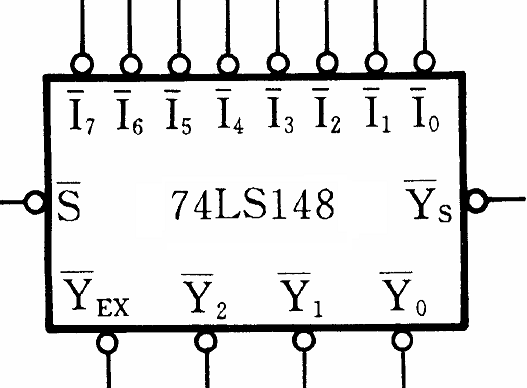 I̅₇ I̅₆ I̅₅ I̅₄ I̅₃ I̅₂ I̅₁ I̅₀
S̅ 74LS148 Y̅S
Y̅EX Y̅₂ Y̅₁ Y̅₀